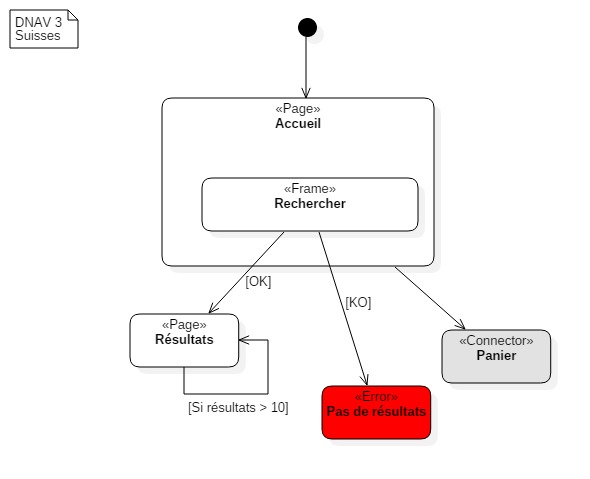 DNAV 3
Suisses
«Page»
Accueil
«Frame»
Rechercher
[OK]
[KO]
«Page»
Résultats
«Connector»
Panier
[Si résultats > 10]
«Error»
Pas de résultats